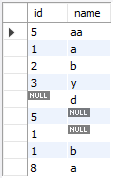 id name
5 aa
1 a
2 b
3 y
NULL d
5 NULL
1 NULL
1 b
8 a